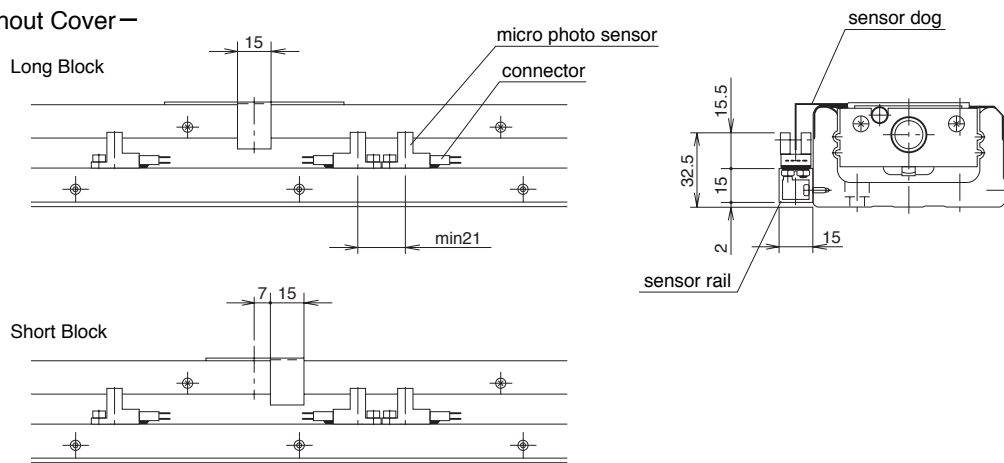 hout Cover−
Long Block
15
micro photo sensor
connector
min21
sensor dog
15.5
32.5
15
2
15
sensor rail
Short Block
7
15